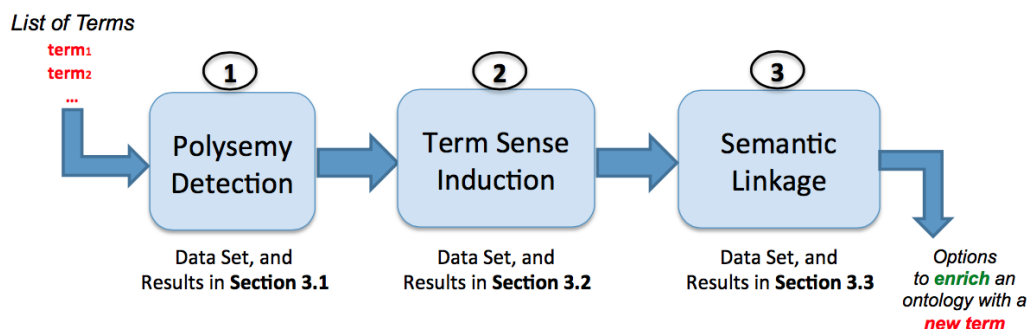 List of Terms
term1
term2
...
1
Polysemy
Detection
Data Set, and
Results in Section 3.1
2
Term Sense
Induction
Data Set, and
Results in Section 3.2
3
Semantic
Linkage
Data Set, and
Results in Section 3.3
Options
to enrich an
ontology with a
new term